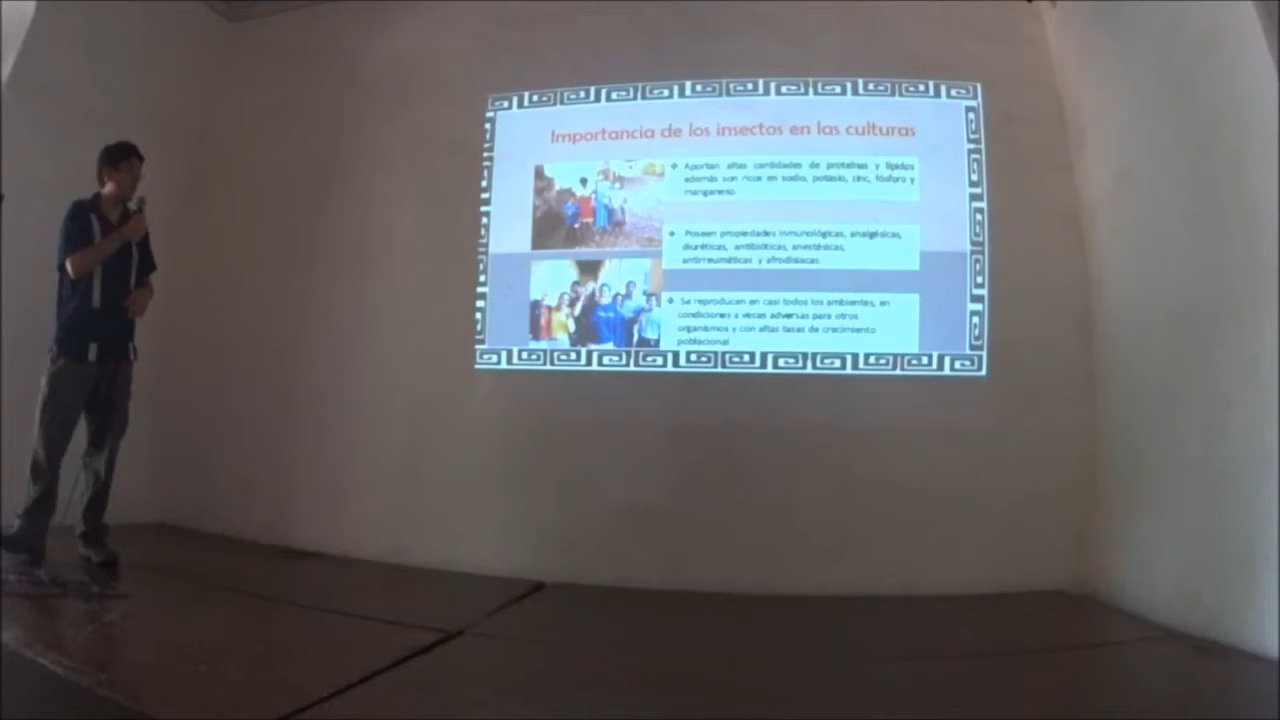 Importancia de los insectos en las culturas
❖ Aportan altas cantidades de proteínas y lípidos
además son ricos en sodio, potasio, zinc, fósforo y
manganeso.
❖ Poseen propiedades inmunológicas, analgésicas,
diuréticas, antibióticas, anestésicas,
antirreumáticas y afrodisiacas.
❖ Se reproducen en casi todos los ambientes, en
condiciones a veces adversas para otros
organismos y con altas tasas de crecimiento
poblacional